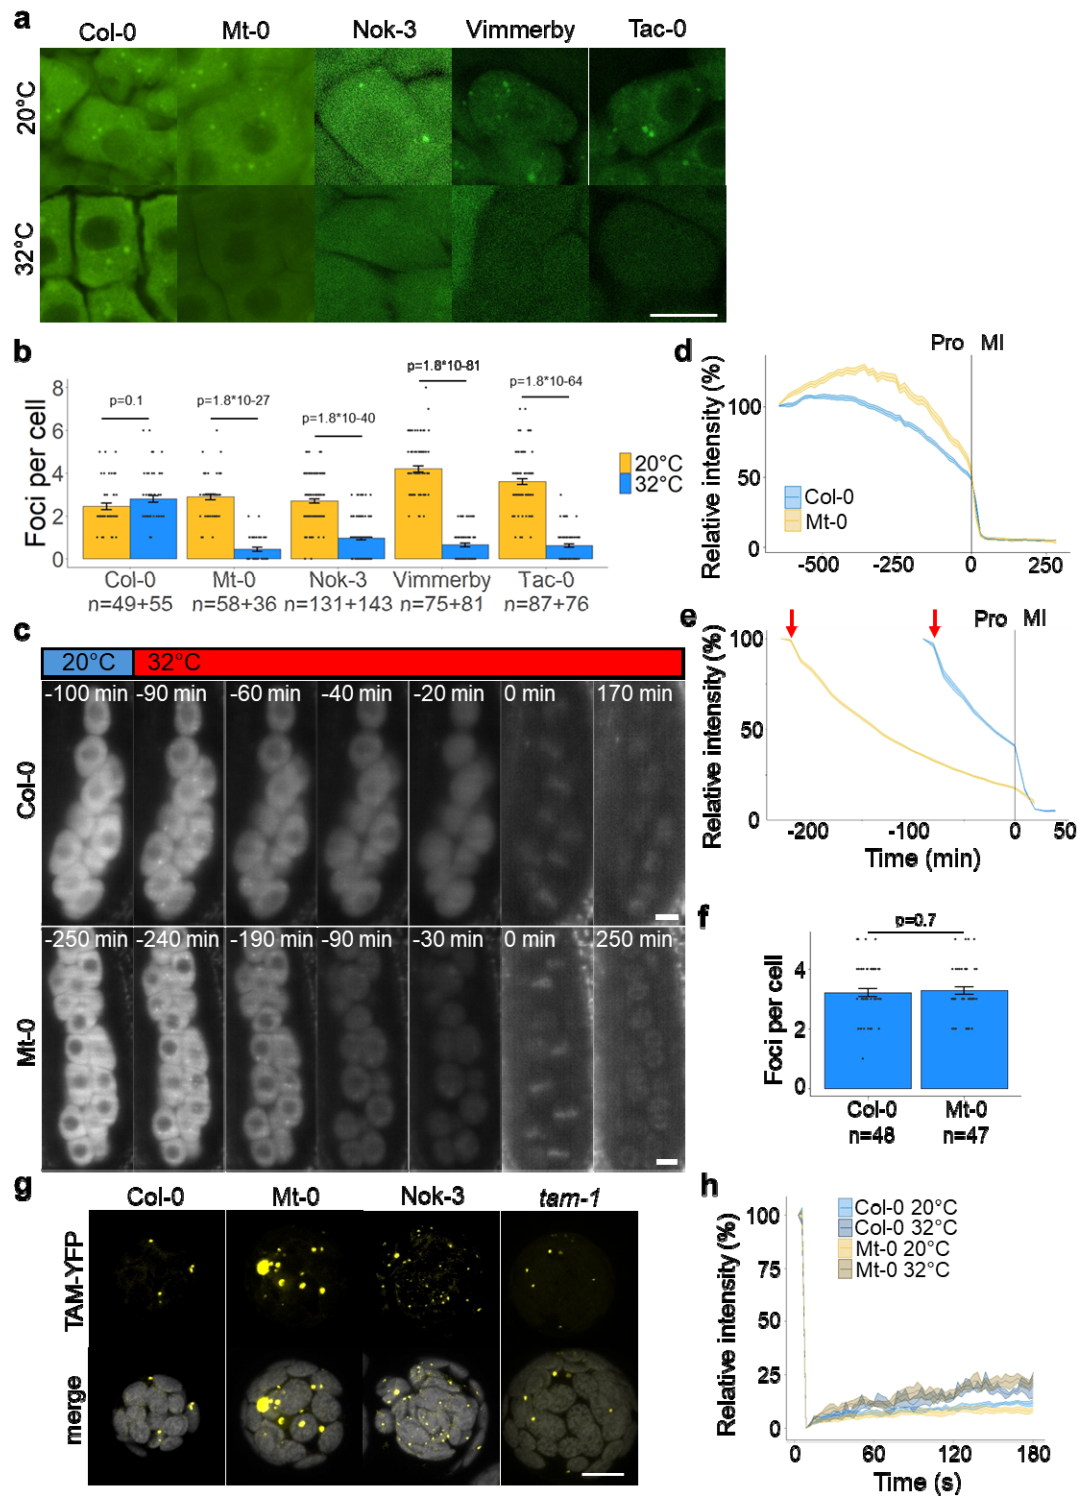 a
Col-0 Mt-0 Nok-3 Vimmerby Tac-0
20°C
32°C
b
Foci per cell
8
6
4
2
0
p=0.1
p=1.8*10-27
p=1.8*10-40
p=1.8*10-81
p=1.8*10-64
20°C
32°C
Col-0 Mt-0 Nok-3 Vimmerby Tac-0
n=49+55 n=58+36 n=131+143 n=75+81 n=87+76
c
20°C 32°C
Col-0
-100 min -90 min -60 min -40 min -20 min 0 min 170 min
Mt-0
-250 min -240 min -190 min -90 min -30 min 0 min 250 min
d
Pro MI
Relative intensity (%)
100
50
0
Col-0
Mt-0
-500 -250 0 250
e
Pro MI
Relative intensity (%)
100
50
0
-200 -100 0 50
Time (min)
f
p=0.7
Foci per cell
4
2
0
Col-0 Mt-0
n=48 n=47
g
Col-0 Mt-0 Nok-3 tam-1
TAM-YFP
merge
h
Relative intensity (%)
100
75
50
25
0
Col-0 20°C
Col-0 32°C
Mt-0 20°C
Mt-0 32°C
0 60 120 180
Time (s)